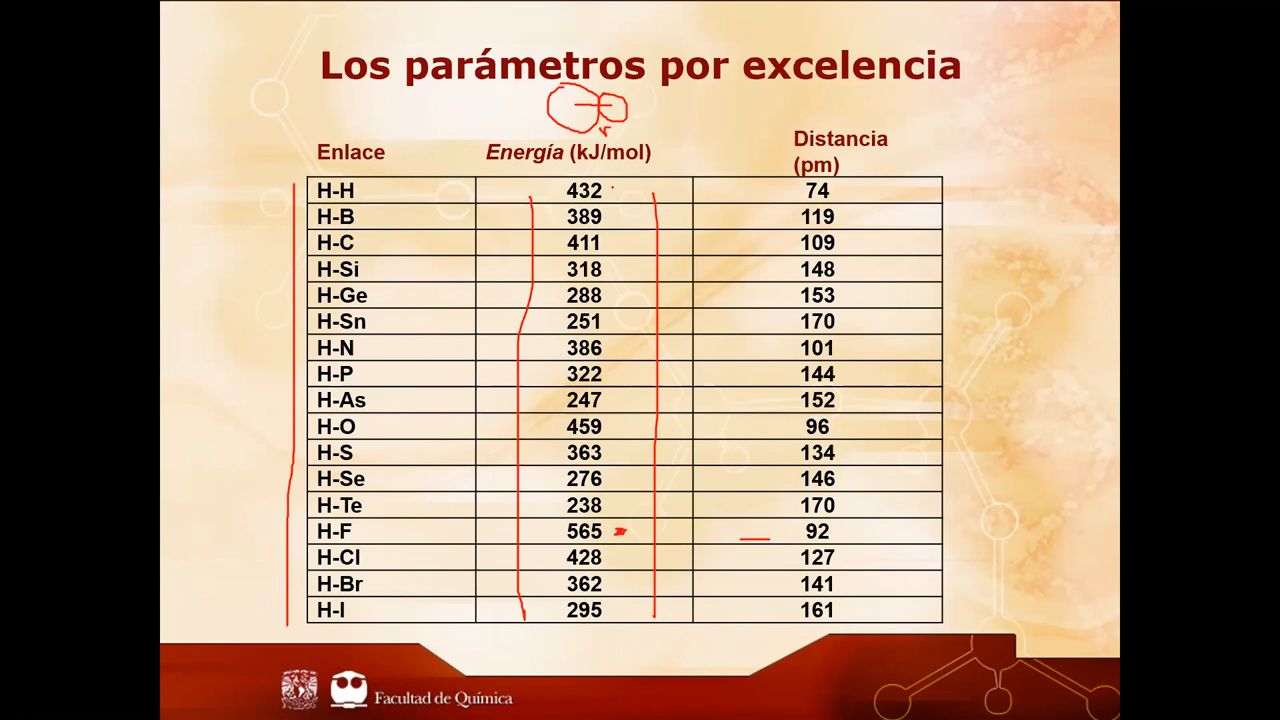 Los parámetros por excelencia
Enlace Energía (kJ/mol) Distancia (pm)
H-H 432 74
H-B 389 119
H-C 411 109
H-Si 318 148
H-Ge 288 153
H-Sn 251 170
H-N 386 101
H-P 322 144
H-As 247 152
H-O 459 96
H-S 363 134
H-Se 276 146
H-Te 238 170
H-F 565 92
H-Cl 428 127
H-Br 362 141
H-I 295 161
Facultad de Química